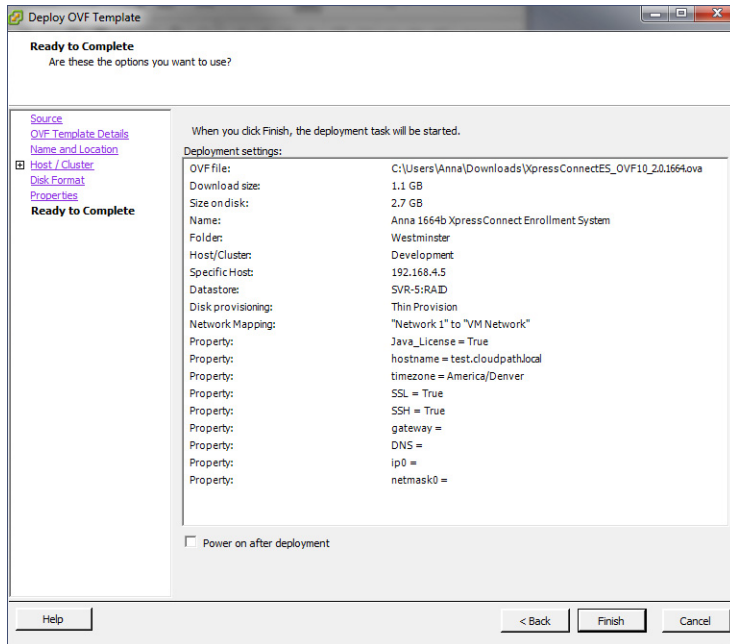 Deploy OVF Template
Ready to Complete
Are these the options you want to use?
Source
OVF Template Details
Name and Location
Host / Cluster
Disk Format
Properties
Ready to Complete
When you click Finish, the deployment task will be started.
Deployment settings:
OVF file: C:\Users\Anna\Downloads\XpressConnectES_OVF10_2.0.1664.ova
Download size: 1.1 GB
Size on disk: 2.7 GB
Name: Anna 1664b XpressConnect Enrollment System
Folder: Westminster
Host/Cluster: Development
Specific Host: 192.168.4.5
Datastore: SVR-5:RAID
Disk provisioning: Thin Provision
Network Mapping: "Network 1" to "VM Network"
Property: Java_License = True
Property: hostname = test.cloudpath.local
Property: timezone = America/Denver
Property: SSL = True
Property: SSH = True
Property: gateway =
Property: DNS =
Property: ip0 =
Property: netmask0 =
Power on after deployment
Help
< Back
Finish
Cancel